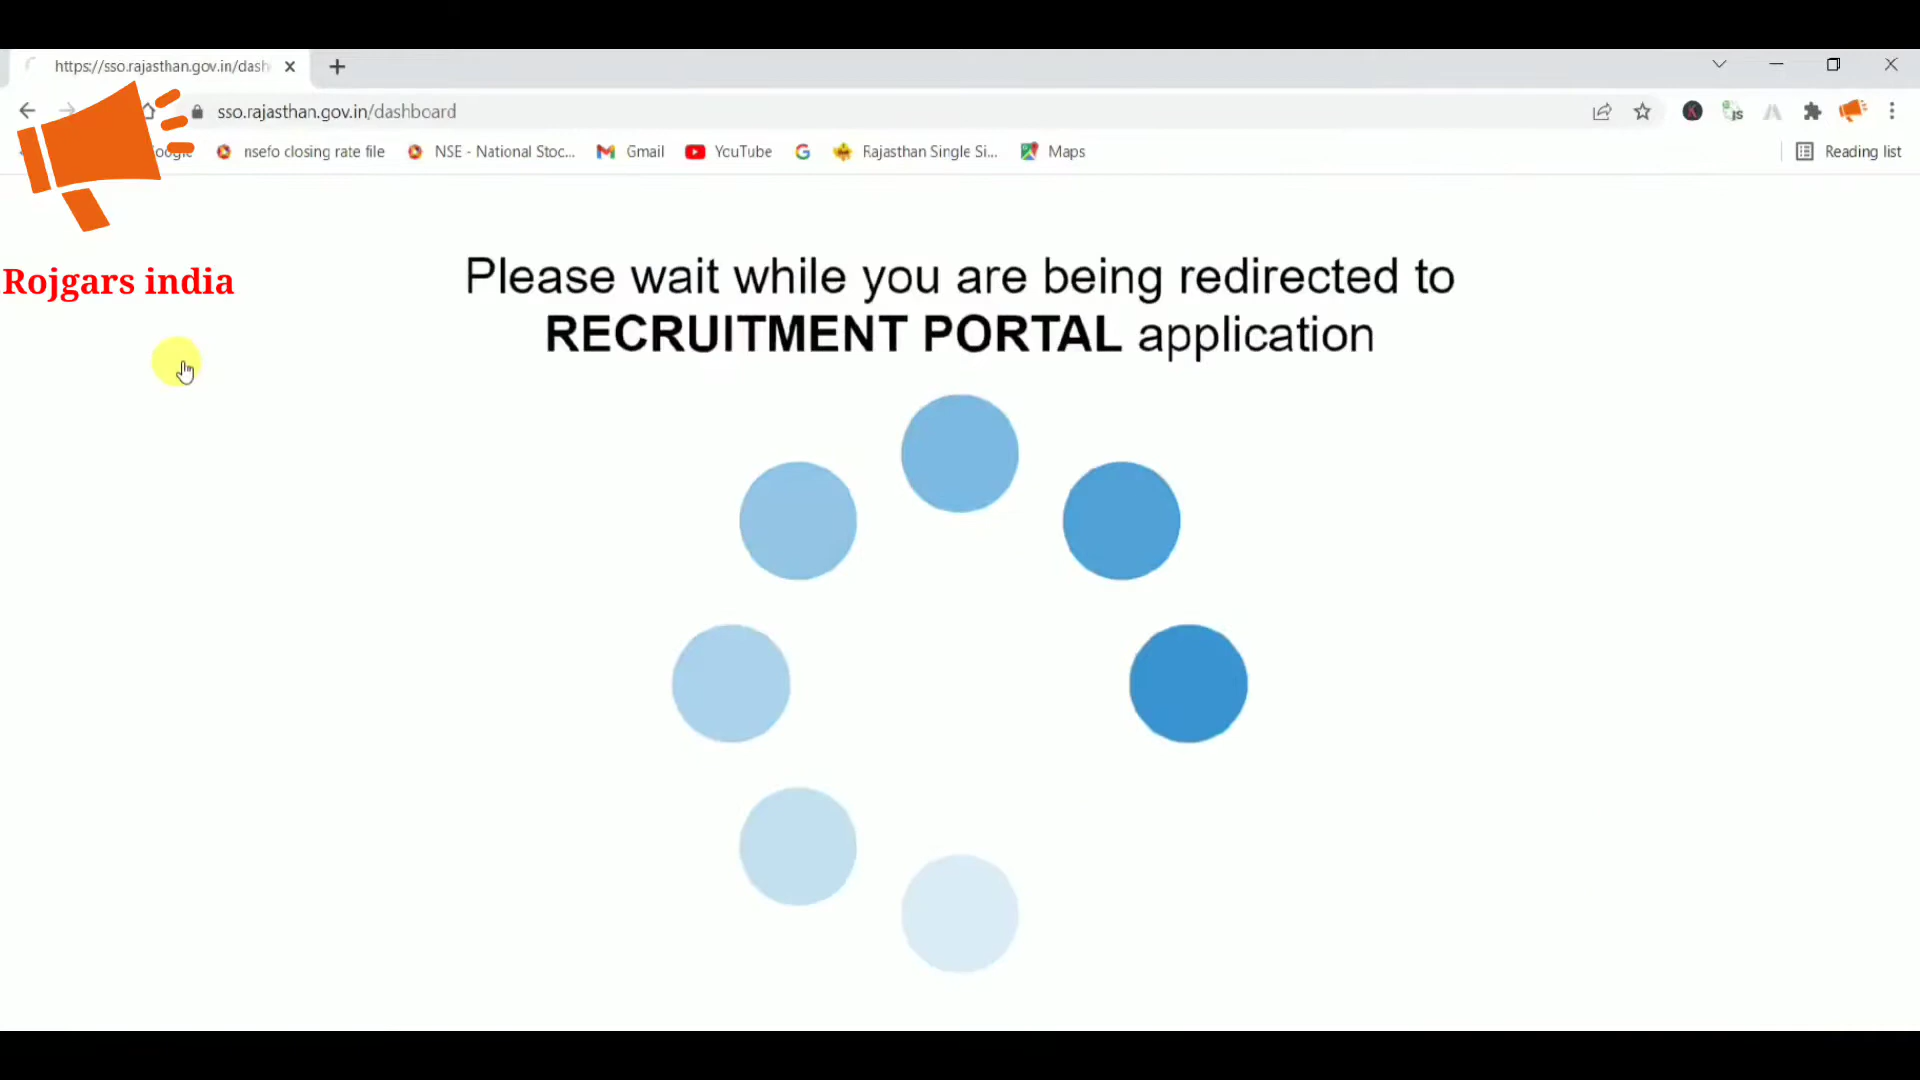 https://sso.rajasthan.gov.in/dash
sso.rajasthan.gov.in/dashboard
nsefo closing rate file
NSE - National Stoc...
Gmail
YouTube
Rajasthan Single Si...
Maps
Reading list
Rojgars india
Please wait while you are being redirected to
RECRUITMENT PORTAL application